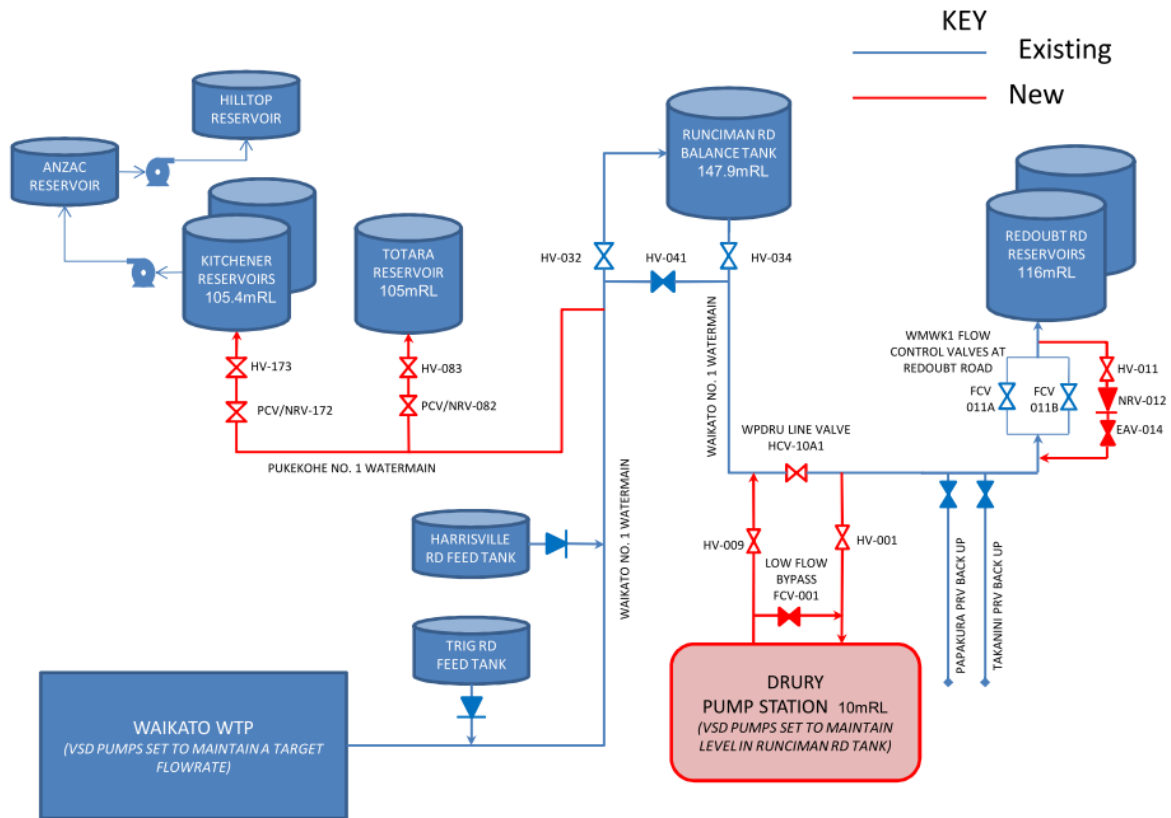 KEY
Existing
New
HILLTOP
RESERVOIR
ANZAC
RESERVOIR
KITCHENER
RESERVOIRS
105.4mRL
TOTARA
RESERVOIR
105mRL
RUNCIMAN RD
BALANCE TANK
147.9mRL
REDOUBT RD
RESERVOIRS
116mRL
HV-032
HV-041
HV-034
HV-173
PCV/NRV-172
HV-083
PCV/NRV-082
PUKEKOHE NO. 1 WATERMAIN
WAIKATO NO. 1 WATERMAIN
WAIKATO NO. 1 WATERMAIN
WMWK1 FLOW
CONTROL VALVES AT
REDOUBT ROAD
FCV
011A
FCV
011B
HV-011
NRV-012
EAV-014
WPDRU LINE VALVE
HCV-10A1
HV-009
HV-001
LOW FLOW
BYPASS
FCV-001
PAPAKURA PRV BACK UP
TAKANINI PRV BACK UP
HARRISVILLE
RD FEED TANK
TRIG RD
FEED TANK
WAIKATO WTP
(VSD PUMPS SET TO MAINTAIN A TARGET
FLOWRATE)
DRURY
PUMP STATION 10mRL
(VSD PUMPS SET TO MAINTAIN
LEVEL IN RUNCIMAN RD TANK)